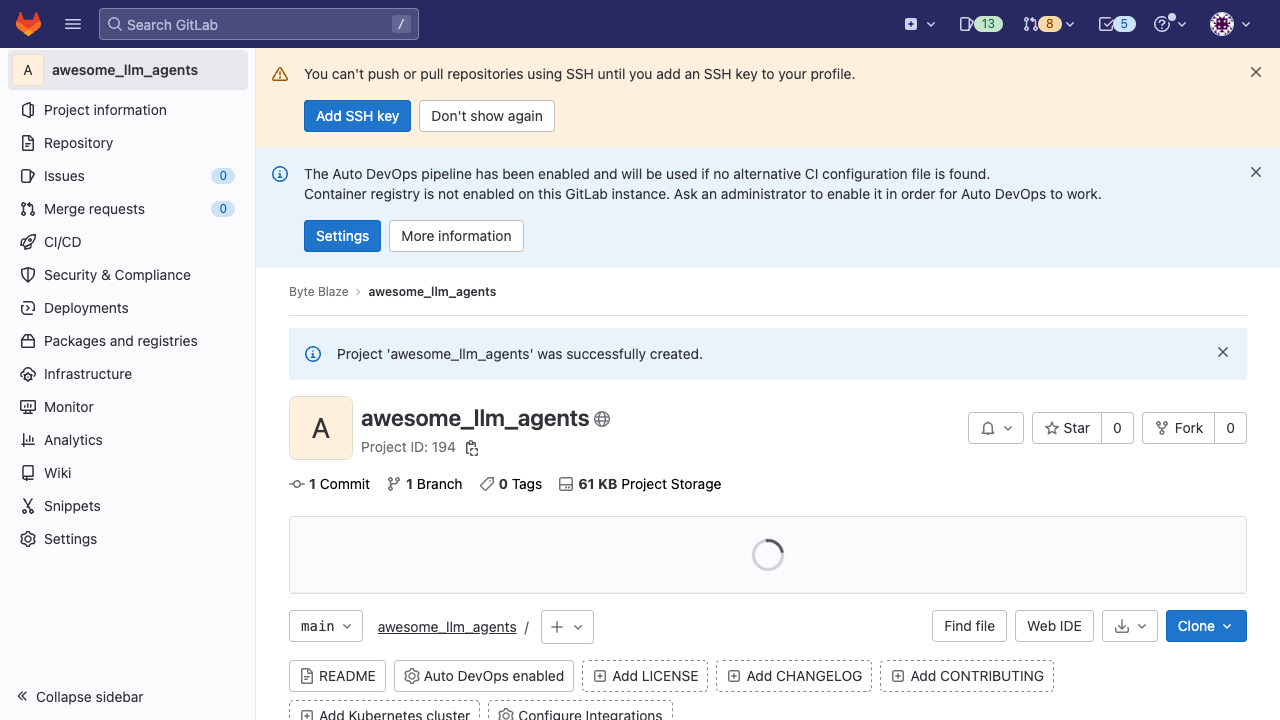 Search GitLab
/
13
8
5
A awesome_llm_agents
Project information
Repository
Issues 0
Merge requests 0
CI/CD
Security & Compliance
Deployments
Packages and registries
Infrastructure
Monitor
Analytics
Wiki
Snippets
Settings
Collapse sidebar
You can't push or pull repositories using SSH until you add an SSH key to your profile.
Add SSH key Don't show again
The Auto DevOps pipeline has been enabled and will be used if no alternative CI configuration file is found.
Container registry is not enabled on this GitLab instance. Ask an administrator to enable it in order for Auto DevOps to work.
Settings More information
Byte Blaze awesome_llm_agents
Project 'awesome_llm_agents' was successfully created.
A awesome_llm_agents
Project ID: 194
Star 0 Fork 0
1 Commit 1 Branch 0 Tags 61 KB Project Storage
main awesome_llm_agents / Find file Web IDE Clone
README Auto DevOps enabled Add LICENSE Add CHANGELOG Add CONTRIBUTING
Add Kubernetes cluster Configure Integrations